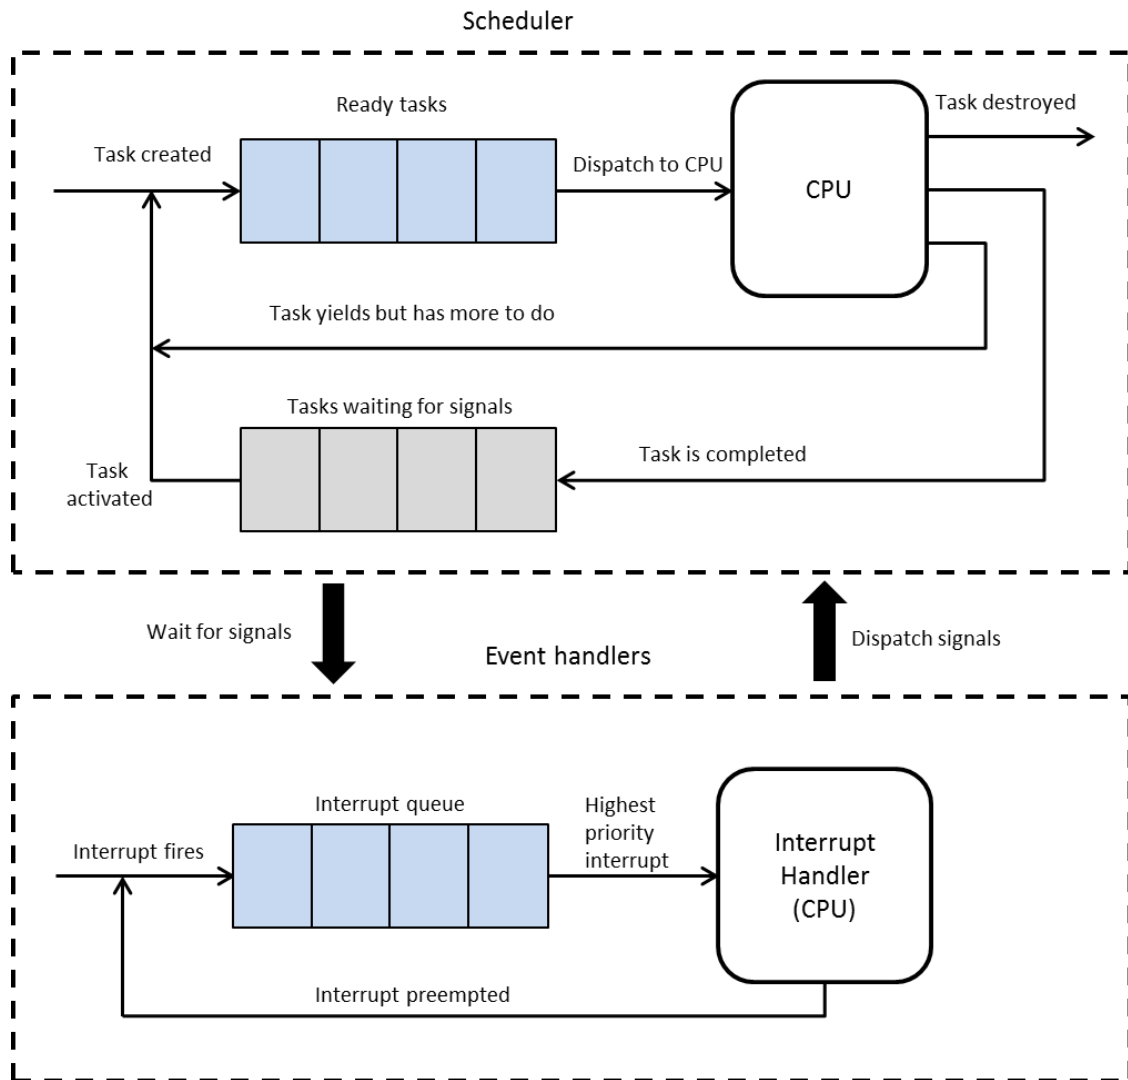 Scheduler
Ready tasks
Task destroyed
Task created
Dispatch to CPU
CPU
Task yields but has more to do
Tasks waiting for signals
Task is completed
Task
activated
Wait for signals
Dispatch signals
Event handlers
Interrupt queue
Highest
priority
interrupt
Interrupt fires
Interrupt
Handler
(CPU)
Interrupt preempted